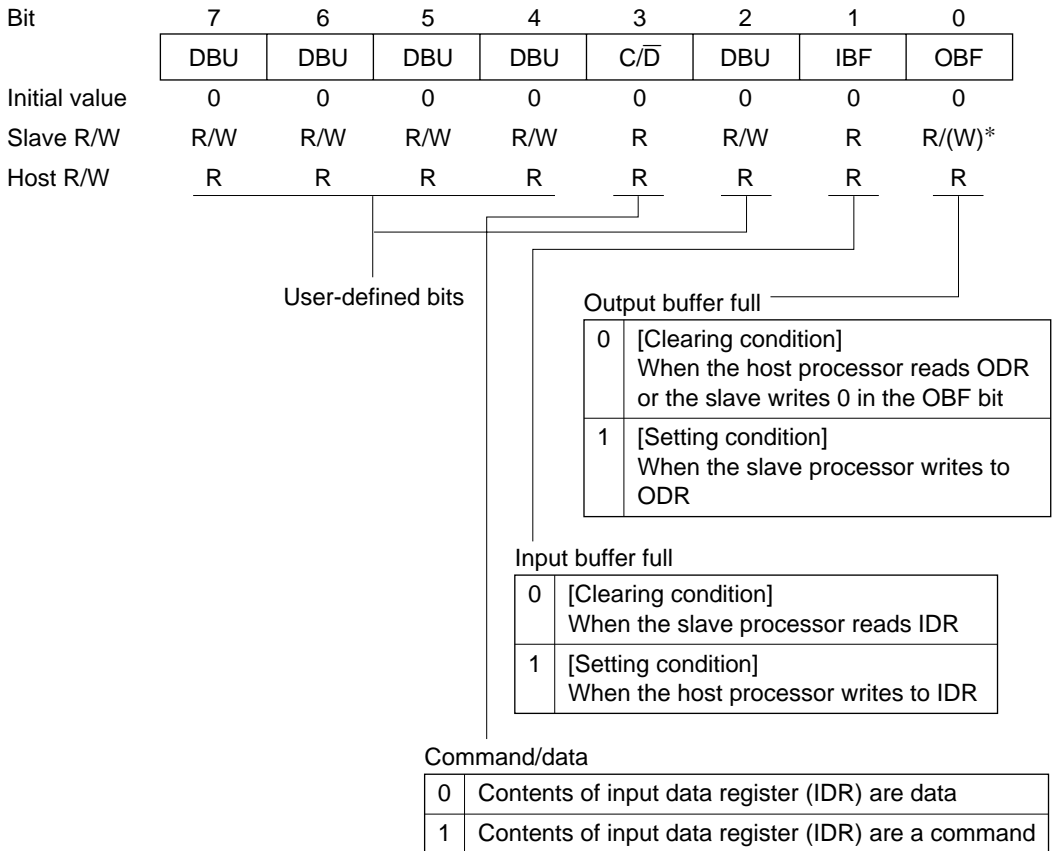 Bit 7 6 5 4 3 2 1 0
DBU DBU DBU DBU C/D̅ DBU IBF OBF
Initial value 0 0 0 0 0 0 0 0
Slave R/W R/W R/W R/W R/W R R/W R R/(W)*
Host R/W R R R R R R R R
User-defined bits
Output buffer full
0 [Clearing condition]
When the host processor reads ODR
or the slave writes 0 in the OBF bit
1 [Setting condition]
When the slave processor writes to
ODR
Input buffer full
0 [Clearing condition]
When the slave processor reads IDR
1 [Setting condition]
When the host processor writes to IDR
Command/data
0 Contents of input data register (IDR) are data
1 Contents of input data register (IDR) are a command